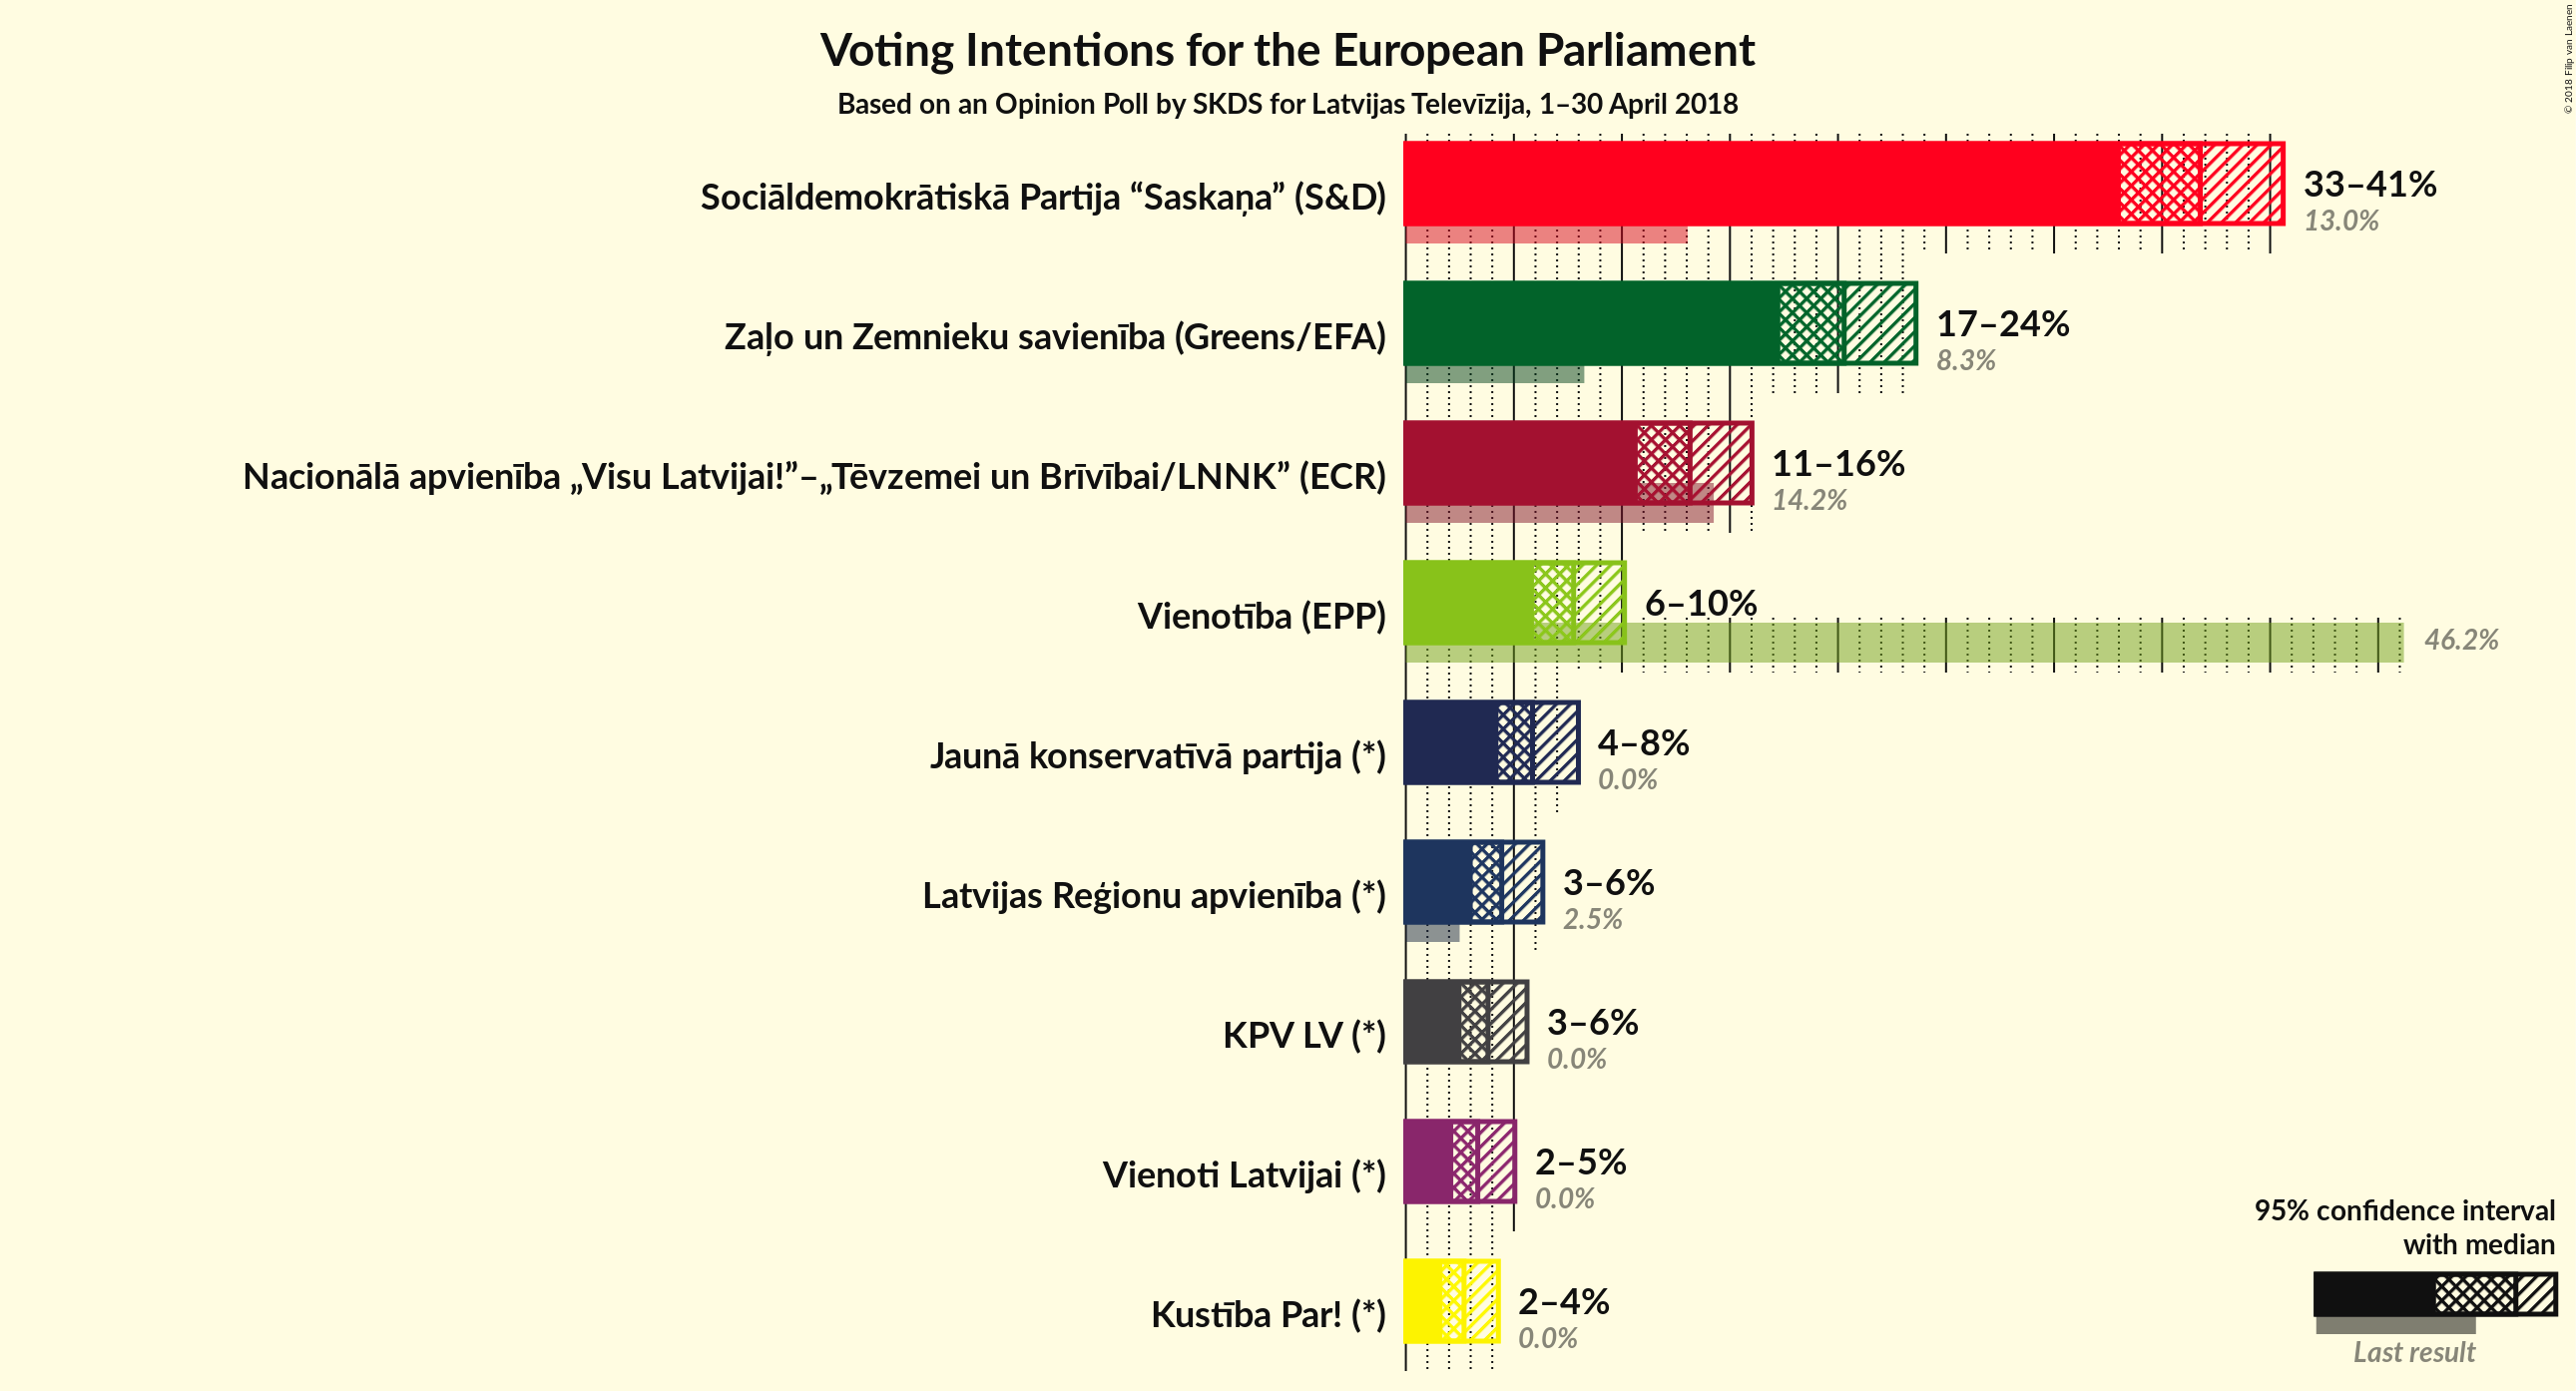 Voting Intentions for the European Parliament
Based on an Opinion Poll by SKDS for Latvijas Televīzija, 1–30 April 2018
© 2018 Filip van Laenen
Sociāldemokrātiskā Partija “Saskaņa” (S&D)
33–41%
13.0%
Zaļo un Zemnieku savienība (Greens/EFA)
17–24%
8.3%
Nacionālā apvienība „Visu Latvijai!”–„Tēvzemei un Brīvībai/LNNK” (ECR)
11–16%
14.2%
Vienotība (EPP)
6–10%
46.2%
Jaunā konservatīvā partija (*)
4–8%
0.0%
Latvijas Reģionu apvienība (*)
3–6%
2.5%
KPV LV (*)
3–6%
0.0%
Vienoti Latvijai (*)
2–5%
0.0%
Kustība Par! (*)
2–4%
0.0%
95% confidence interval
with median
Last result